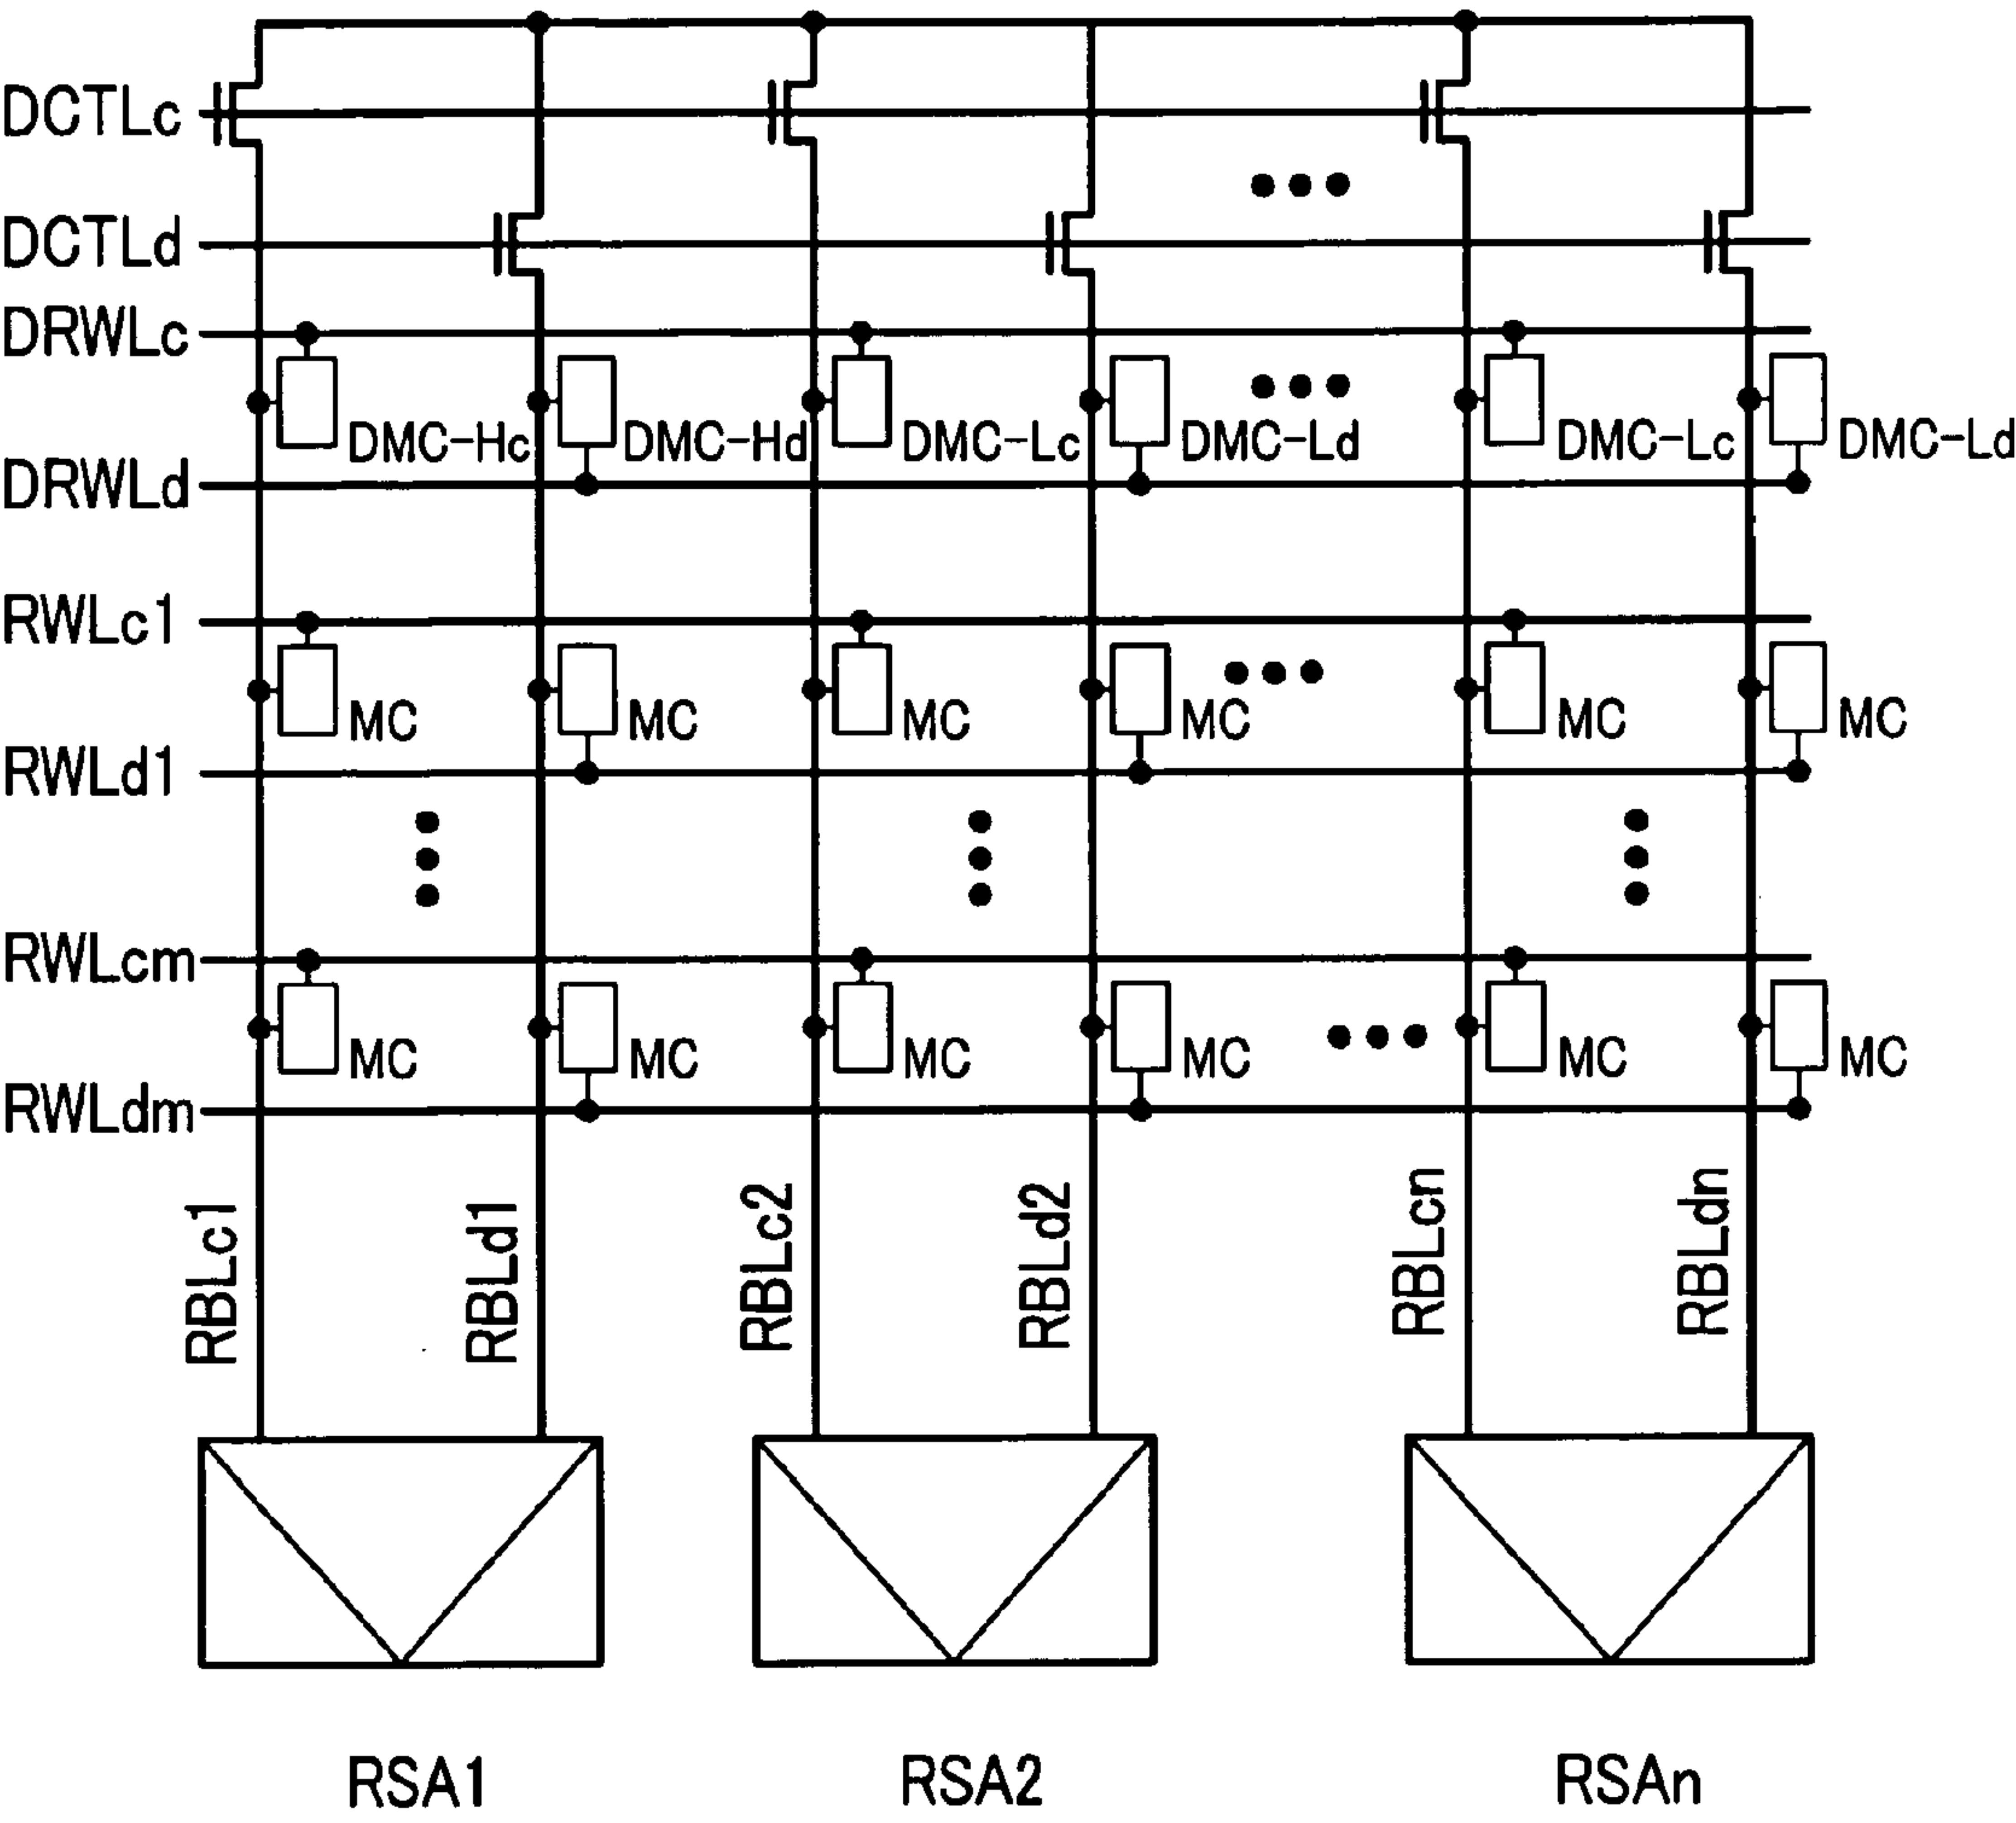 DCTLc
DCTLd
DRWLc
DMC-Hc DMC-Hd DMC-Lc DMC-Ld DMC-Lc DMC-Ld
DRWLd
RWLc1
MC MC MC MC MC MC
RWLd1
RWLcm
MC MC MC MC MC MC
RWLdm
RBLc1 RBLd1 RBLc2 RBLd2 RBLcn RBLdn
RSA1 RSA2 RSAn